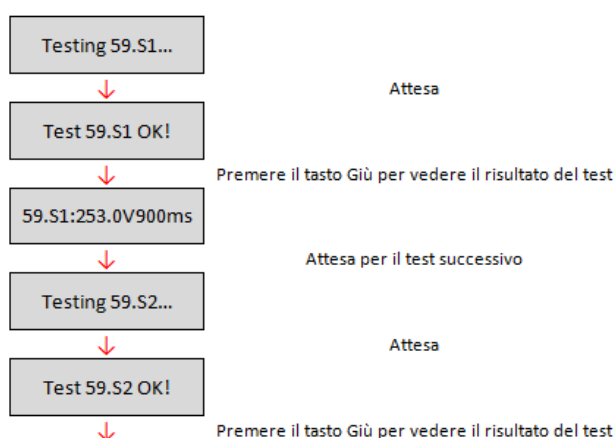 Testing 59.S1...
Attesa
Test 59.S1 OK!
Premere il tasto Giù per vedere il risultato del test
59.S1:253.0V900ms
Attesa per il test successivo
Testing 59.S2...
Attesa
Test 59.S2 OK!
Premere il tasto Giù per vedere il risultato del test